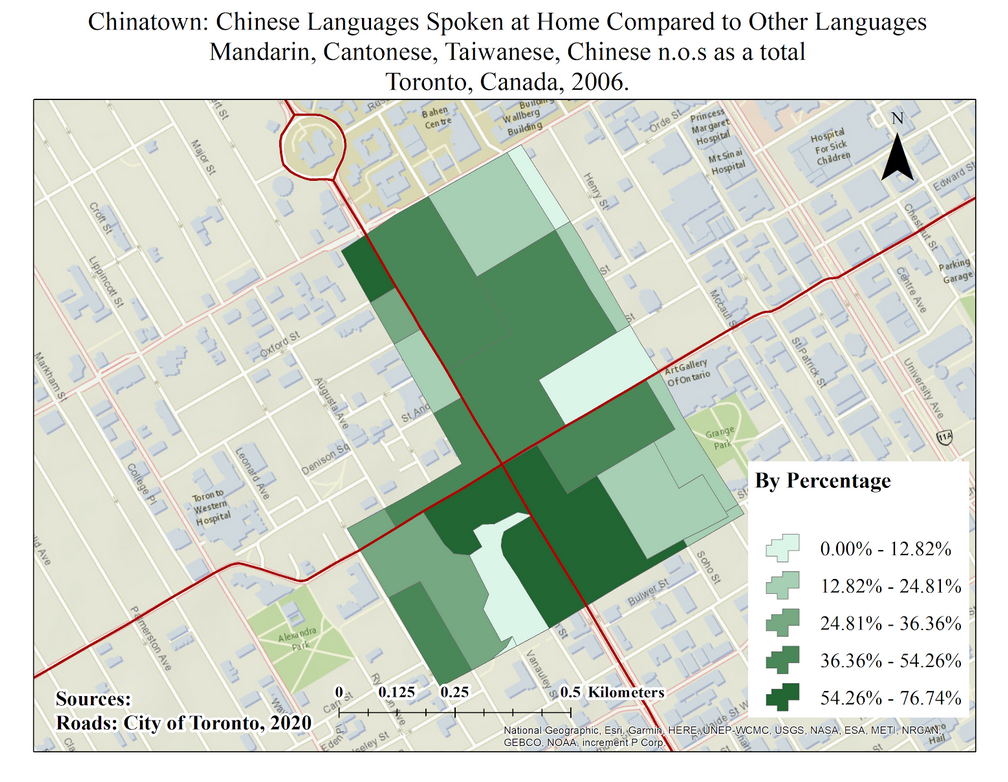 Chinatown: Chinese Languages Spoken at Home Compared to Other Languages
Mandarin, Cantonese, Taiwanese, Chinese n.o.s as a total
Toronto, Canada, 2006.
Bahen
Centre
Building
Wallberg
Building
Orde St
Princess
Margaret
Hospital
Mt Sinai
Hospital
Hospital
For Sick
Children
N
Edward St
Major St
Henry St
Croft St
Chestnut St
Lippincott St
Parking
Garage
Centre Ave
St
St
Mccaul St
Oxford St
St Patrick St
Markham St
Augusta Ave
Art Gallery
Of Ontario
University Ave
St And
Grange
Park
11A
Denison Sq
Leonard Ave
College Pl
Toronto
Western
Hospital
By Percentage
0.00% - 12.82%
12.82% - 24.81%
24.81% - 36.36%
36.36% - 54.26%
54.26% - 76.74%
Soho St
Bulwer St
Palmerston Ave
Alexandra
Park
St
Vanauley St
0 0.125 0.25 0.5 Kilometers
Sources:
Roads: City of Toronto, 2020
National Geographic, Esri, Garmin, HERE, UNEP-WCMC, USGS, NASA, ESA, METI, NRCAN,
GEBCO, NOAA, increment P Corp.
Hall